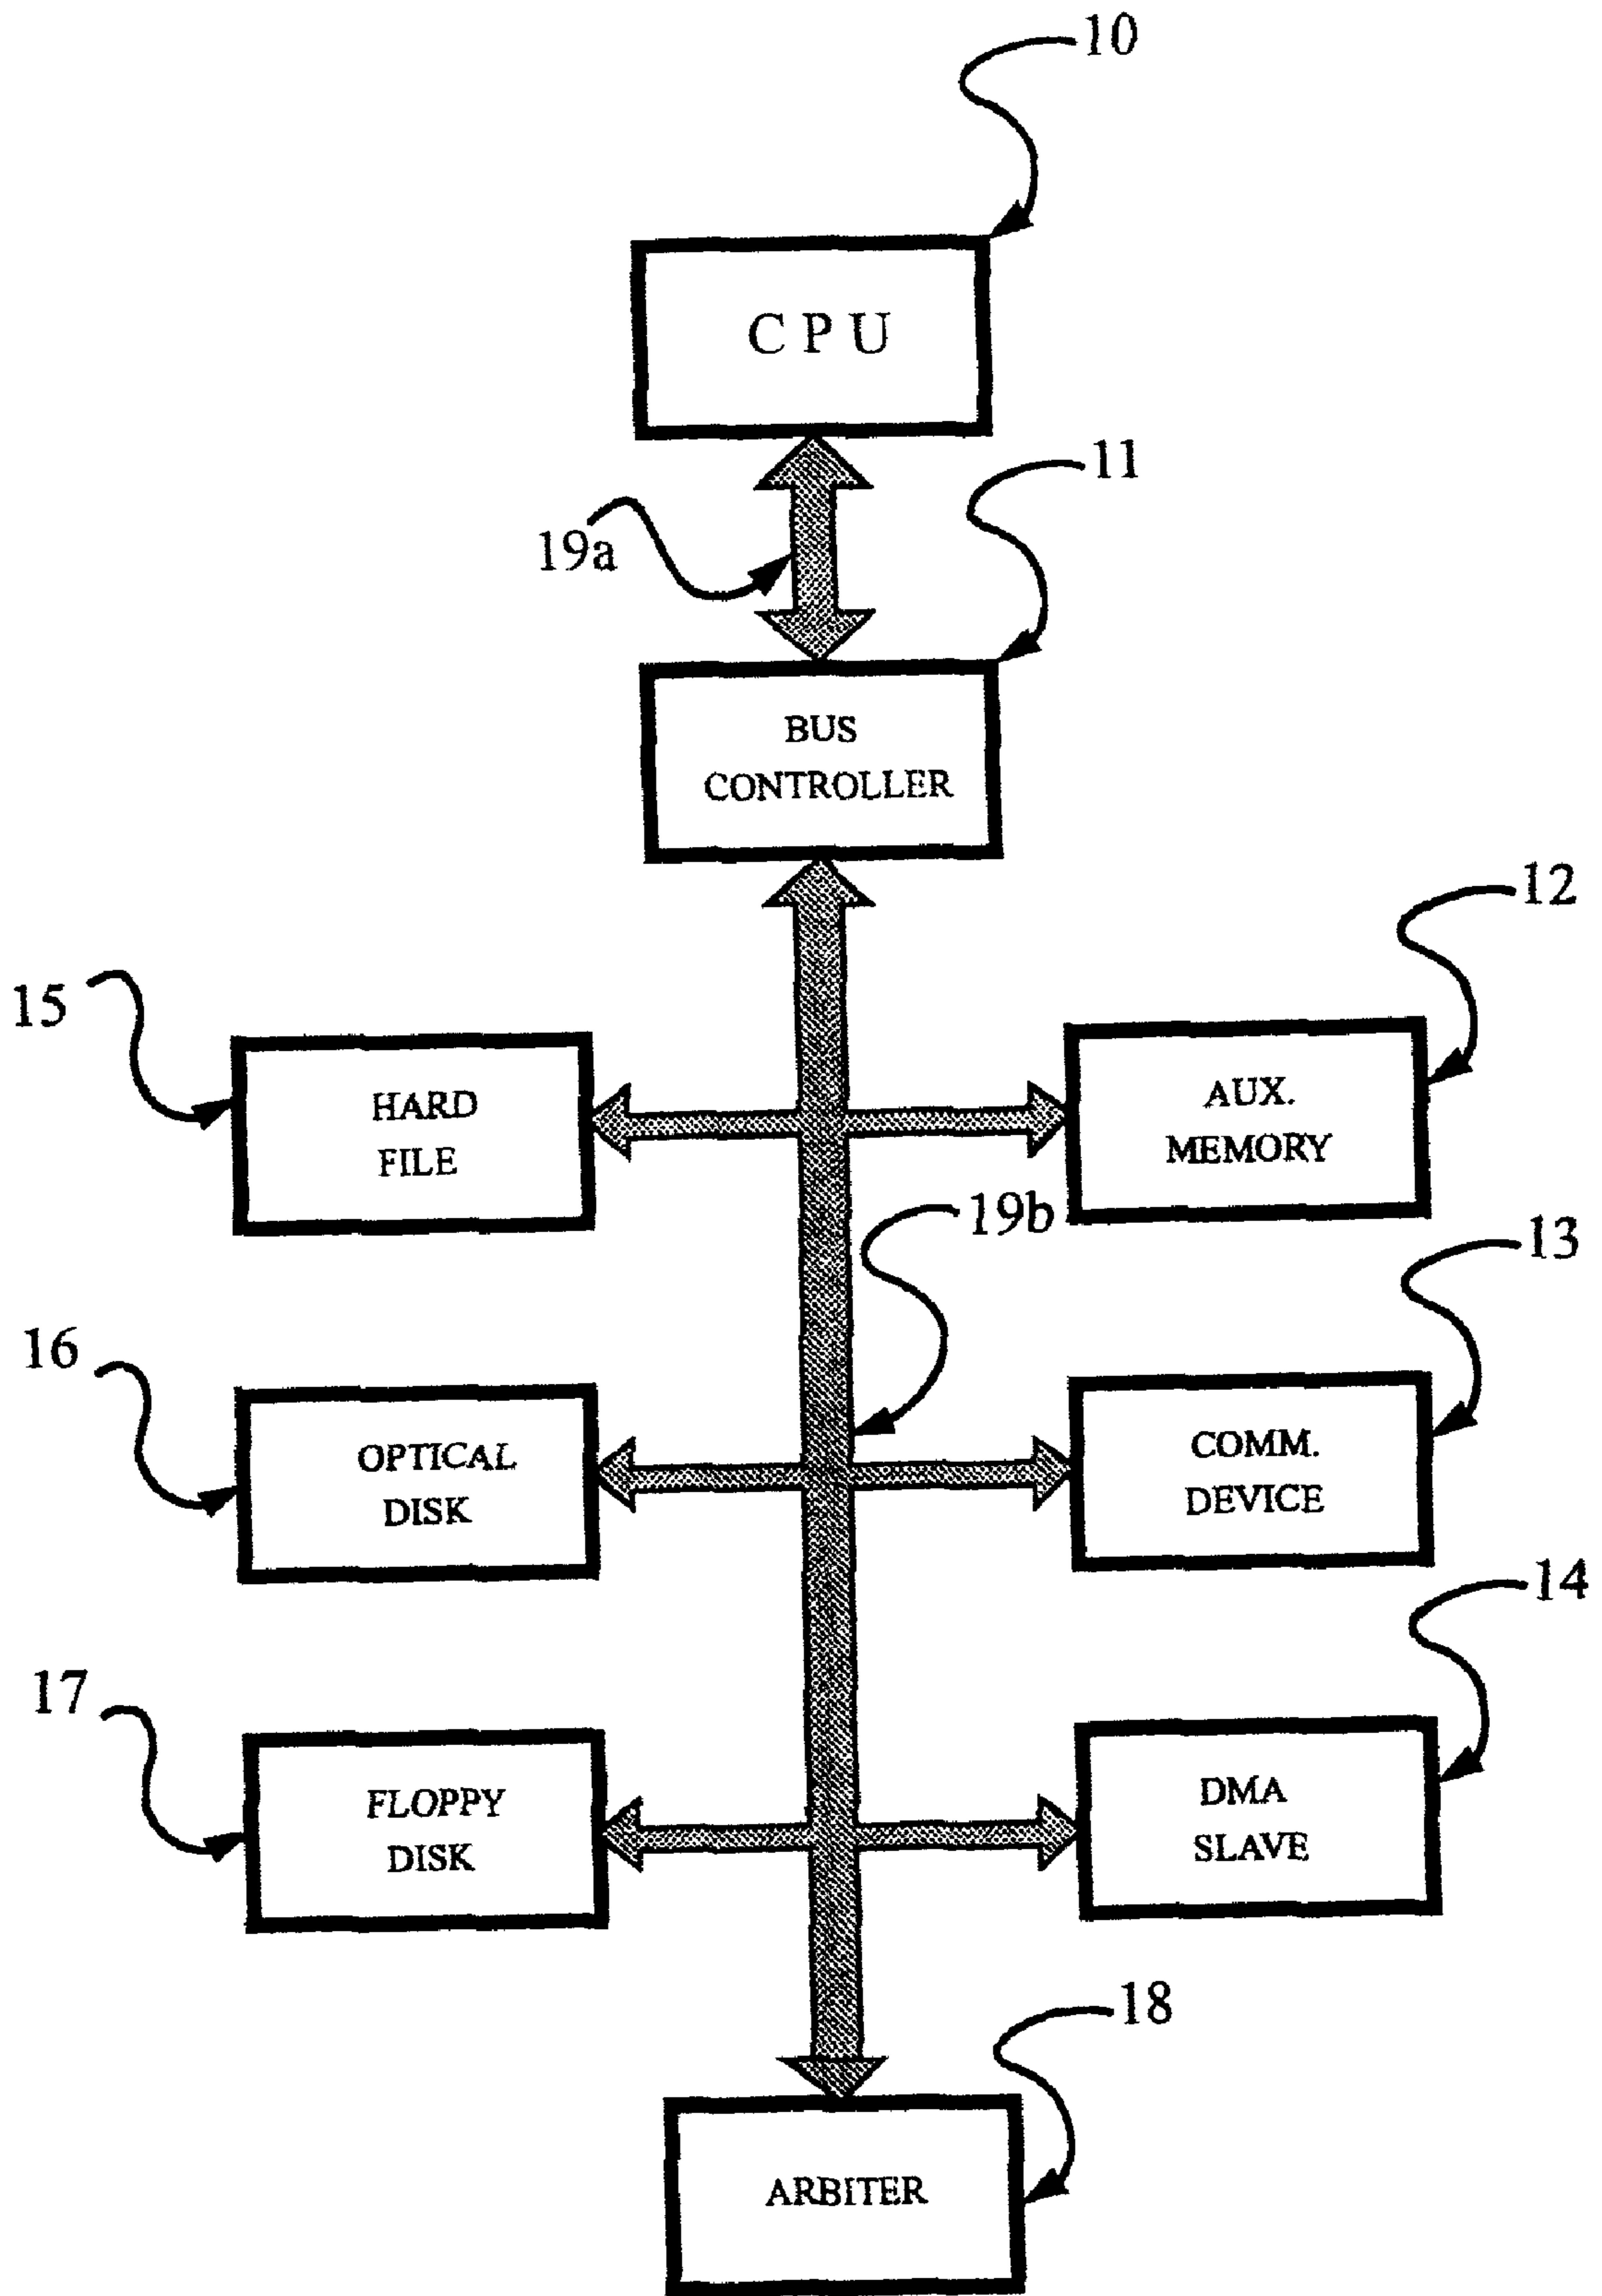 10
C P U
11
19a
BUS
CONTROLLER
12
15
HARD
FILE
AUX.
MEMORY
19b
13
16
OPTICAL
DISK
COMM.
DEVICE
14
17
FLOPPY
DISK
DMA
SLAVE
18
ARBITER